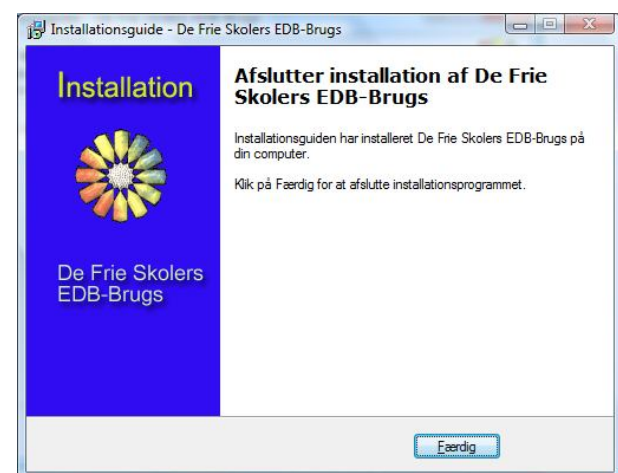 Installationsguide - De Frie Skolers EDB-Brugs
Installation
De Frie Skolers
EDB-Brugs
Afslutter installation af De Frie
Skolers EDB-Brugs
Installationsguiden har installeret De Frie Skolers EDB-Brugs på
din computer.
Klik på Færdig for at afslutte installationsprogrammet.
Færdig